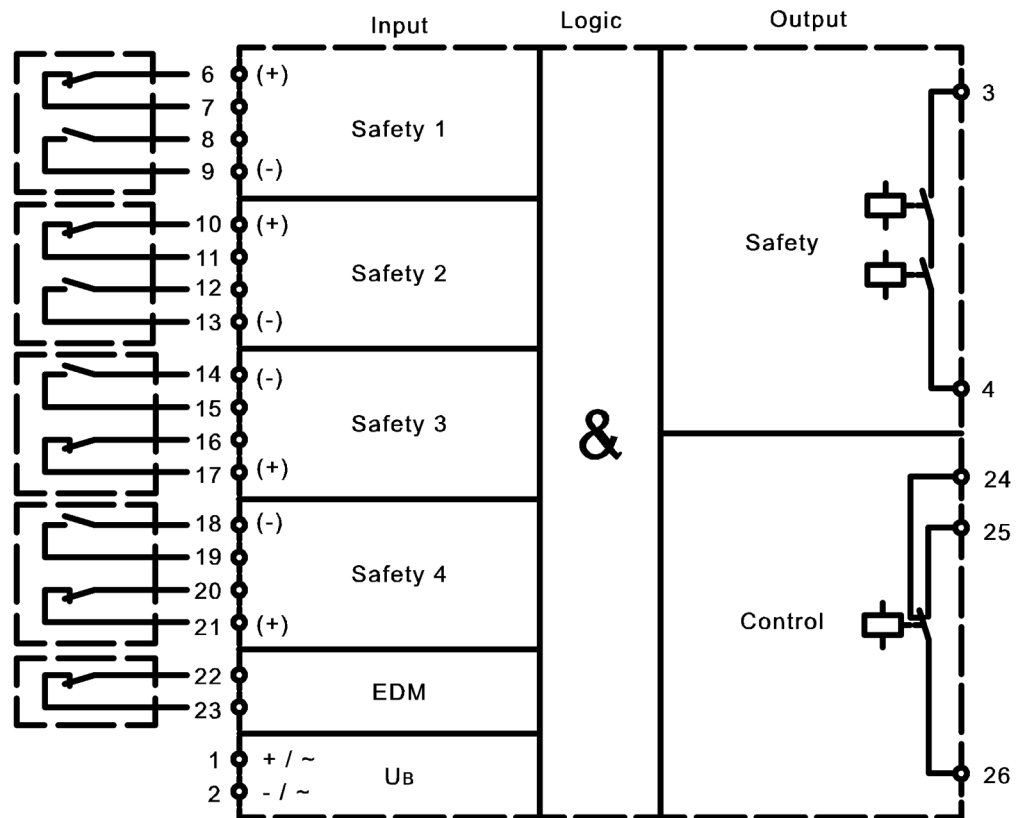 Input Logic Output
6 (+)
7
Safety 1
8
9 (-)
3
10 (+)
11
Safety 2
12
13 (-)
Safety
14 (-)
15
Safety 3
16
17 (+)
4
&
18 (-)
19
Safety 4
20
21 (+)
24
25
Control
22
EDM
23
1 + / ~
UB
2 - / ~
26